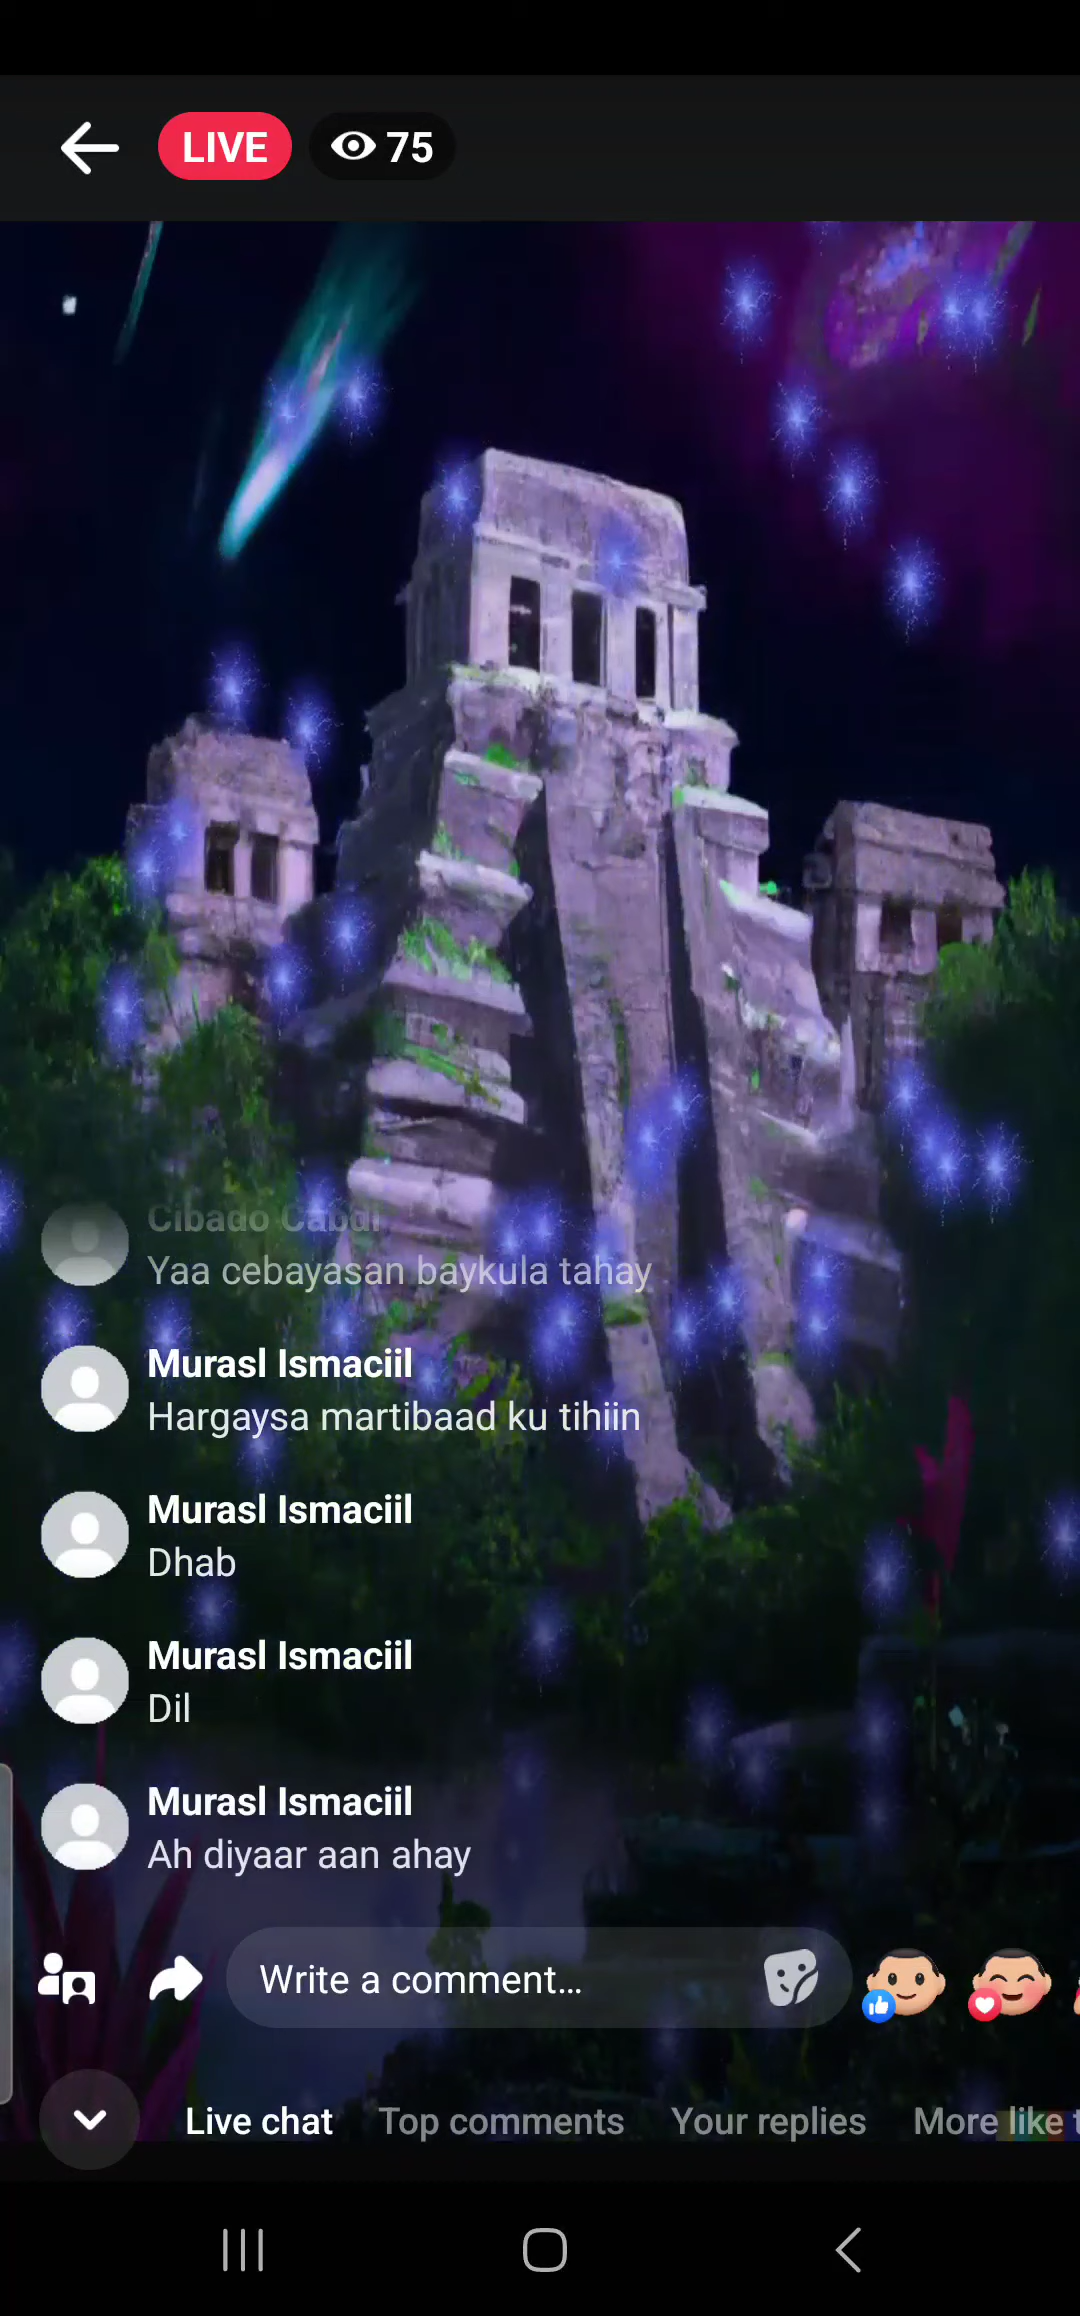 LIVE 75
Cibado Cabdi
Yaa cebayasan baykula tahay
Murasl Ismaciil
Hargaysa martibaad ku tihiin
Murasl Ismaciil
Dhab
Murasl Ismaciil
Dil
Murasl Ismaciil
Ah diyaar aan ahay
Write a comment...
Live chat Top comments Your replies More like